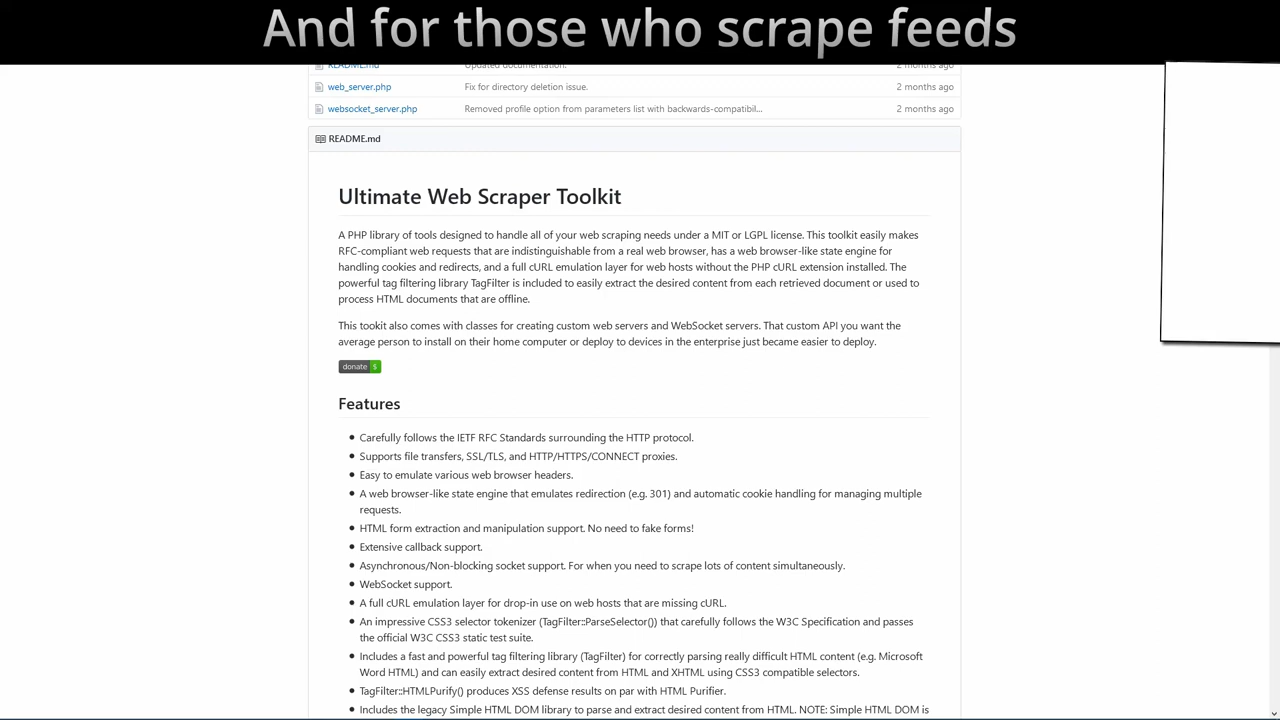 And for those who scrape feeds
README.md
Updated documentation.
2 months ago
web_server.php
Fix for directory deletion issue.
2 months ago
websocket_server.php
Removed profile option from parameters list with backwards-compatibil...
2 months ago
README.md
Ultimate Web Scraper Toolkit
A PHP library of tools designed to handle all of your web scraping needs under a MIT or LGPL license. This toolkit easily makes
RFC-compliant web requests that are indistinguishable from a real web browser, has a web browser-like state engine for
handling cookies and redirects, and a full cURL emulation layer for web hosts without the PHP cURL extension installed. The
powerful tag filtering library TagFilter is included to easily extract the desired content from each retrieved document or used to
process HTML documents that are offline.
This tookit also comes with classes for creating custom web servers and WebSocket servers. That custom API you want the
average person to install on their home computer or deploy to devices in the enterprise just became easier to deploy.
donate $
Features
• Carefully follows the IETF RFC Standards surrounding the HTTP protocol.
• Supports file transfers, SSL/TLS, and HTTP/HTTPS/CONNECT proxies.
• Easy to emulate various web browser headers.
• A web browser-like state engine that emulates redirection (e.g. 301) and automatic cookie handling for managing multiple
requests.
• HTML form extraction and manipulation support. No need to fake forms!
• Extensive callback support.
• Asynchronous/Non-blocking socket support. For when you need to scrape lots of content simultaneously.
• WebSocket support.
• A full cURL emulation layer for drop-in use on web hosts that are missing cURL.
• An impressive CSS3 selector tokenizer (TagFilter::ParseSelector()) that carefully follows the W3C Specification and passes
the official W3C CSS3 static test suite.
• Includes a fast and powerful tag filtering library (TagFilter) for correctly parsing really difficult HTML content (e.g. Microsoft
Word HTML) and can easily extract desired content from HTML and XHTML using CSS3 compatible selectors.
• TagFilter::HTMLPurify() produces XSS defense results on par with HTML Purifier.
• Includes the legacy Simple HTML DOM library to parse and extract desired content from HTML. NOTE: Simple HTML DOM is